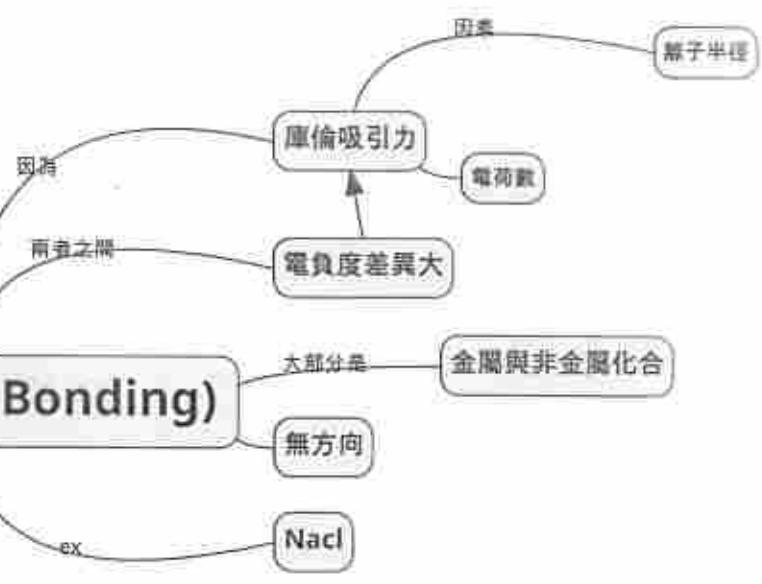 因素
離子半徑
庫倫吸引力
因為
電荷數
兩者之間
電負度差異大
大部分是
金屬與非金屬化合
Bonding)
無方向
Nacl
ex